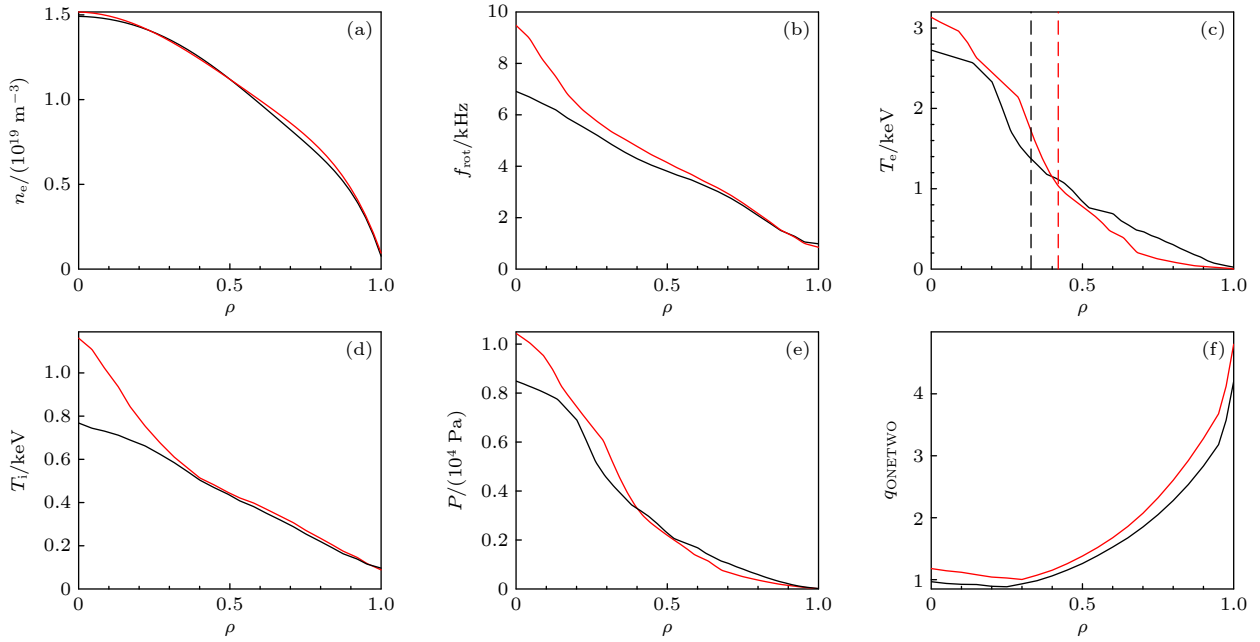 (a)
1.5
1.0
0.5
0
n_e/(10^19 m^−3)
0
0.5
1.0
ρ
(b)
10
8
6
4
2
0
f_rot/kHz
0
0.5
1.0
ρ
(c)
3
2
1
0
T_e/keV
0
0.5
1.0
ρ
(d)
1.0
0.8
0.6
0.4
0.2
0
T_i/keV
0
0.5
1.0
ρ
(e)
1.0
0.8
0.6
0.4
0.2
0
P/(10^4 Pa)
0
0.5
1.0
ρ
(f)
4
3
2
1
q_ONETWO
0
0.5
1.0
ρ